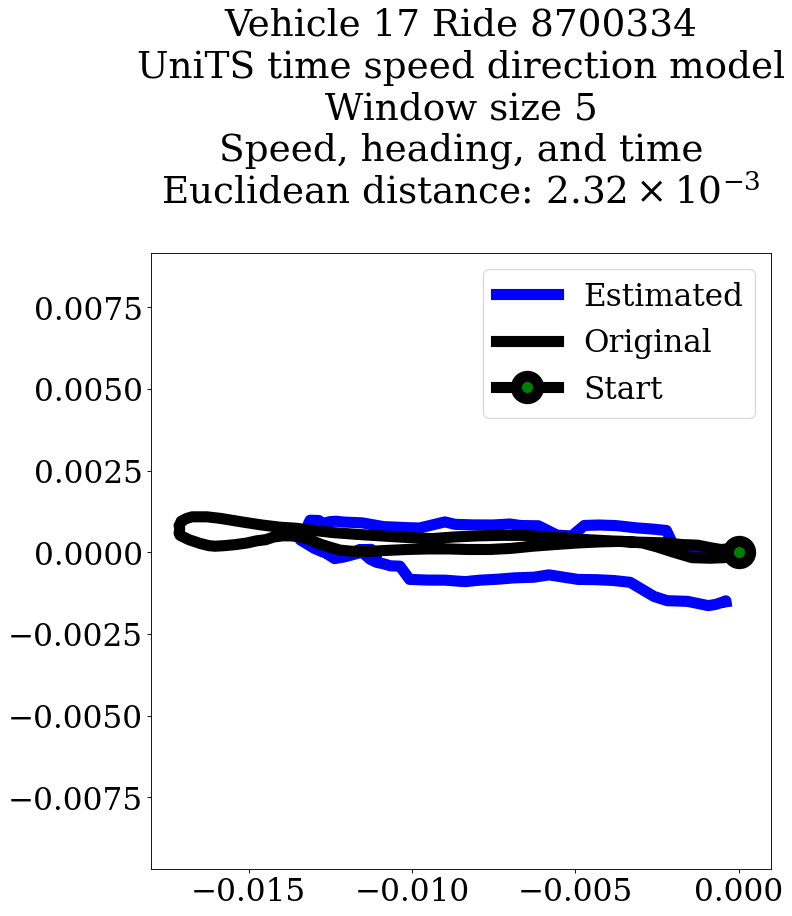 Vehicle 17 Ride 8700334
UniTS time speed direction model
Window size 5
Speed, heading, and time
Euclidean distance: 2.32 × 10⁻³
Estimated
Original
Start
0.0075
0.0050
0.0025
0.0000
−0.0025
−0.0050
−0.0075
−0.015
−0.010
−0.005
0.000